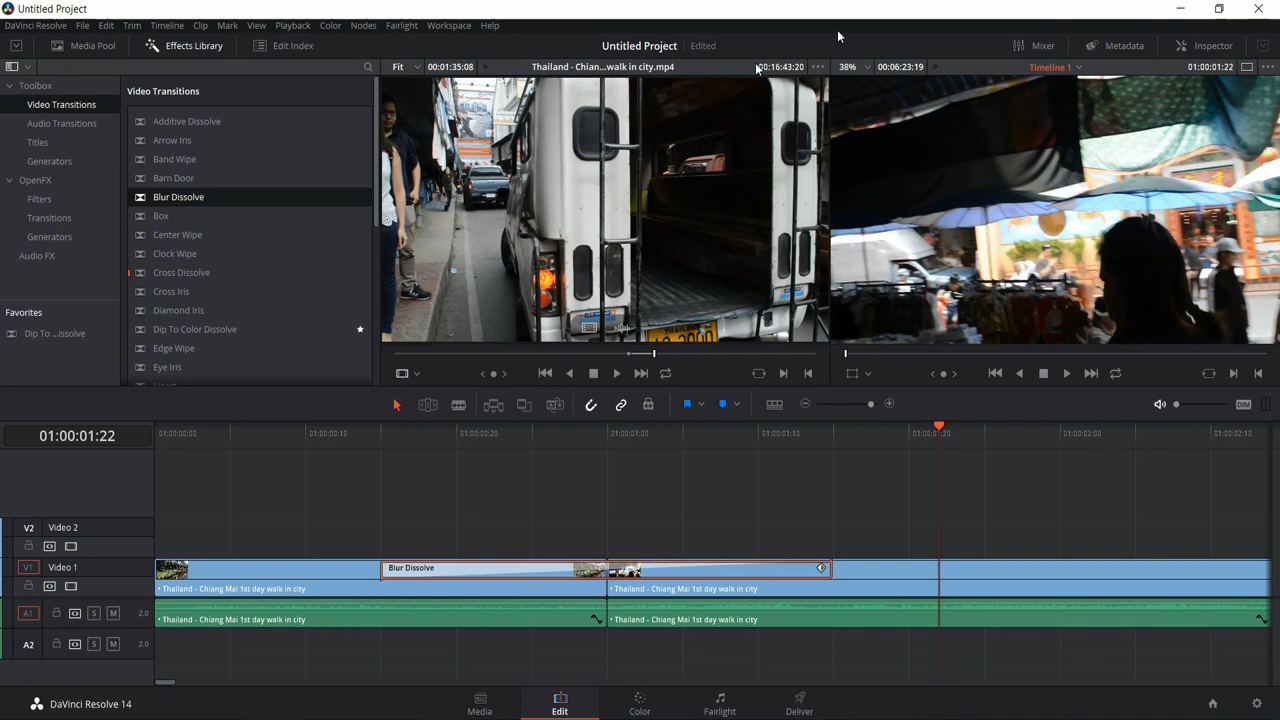 Untitled Project
DaVinci Resolve File Edit Trim Timeline Clip Mark View Playback Color Nodes Fairlight Workspace Help
Media Pool Effects Library Edit Index Untitled Project Edited Mixer Metadata Inspector
Fit 00:01:35:08 Thailand - Chian...walk in city.mp4 00:16:43:20 38% 00:06:23:19 Timeline 1 01:00:01:22
Toolbox
Video Transitions
Audio Transitions
Titles
Generators
OpenFX
Filters
Transitions
Generators
Audio FX
Favorites
Dip To ...issolve
Video Transitions
Additive Dissolve
Arrow Iris
Band Wipe
Barn Door
Blur Dissolve
Box
Center Wipe
Clock Wipe
Cross Dissolve
Cross Iris
Diamond Iris
Dip To Color Dissolve
Edge Wipe
Eye Iris
DIM
01:00:01:22
01:00:00:00 01:00:00:10 01:00:00:20 01:00:01:00 01:00:01:10 01:00:01:20 01:00:02:00 01:00:02:10
V2 Video 2
V1 Video 1
Blur Dissolve
• Thailand - Chiang Mai 1st day walk in city • Thailand - Chiang Mai 1st day walk in city
A1 S M 2.0
• Thailand - Chiang Mai 1st day walk in city • Thailand - Chiang Mai 1st day walk in city
A2 S M 2.0
DaVinci Resolve 14
Media Edit Color Fairlight Deliver